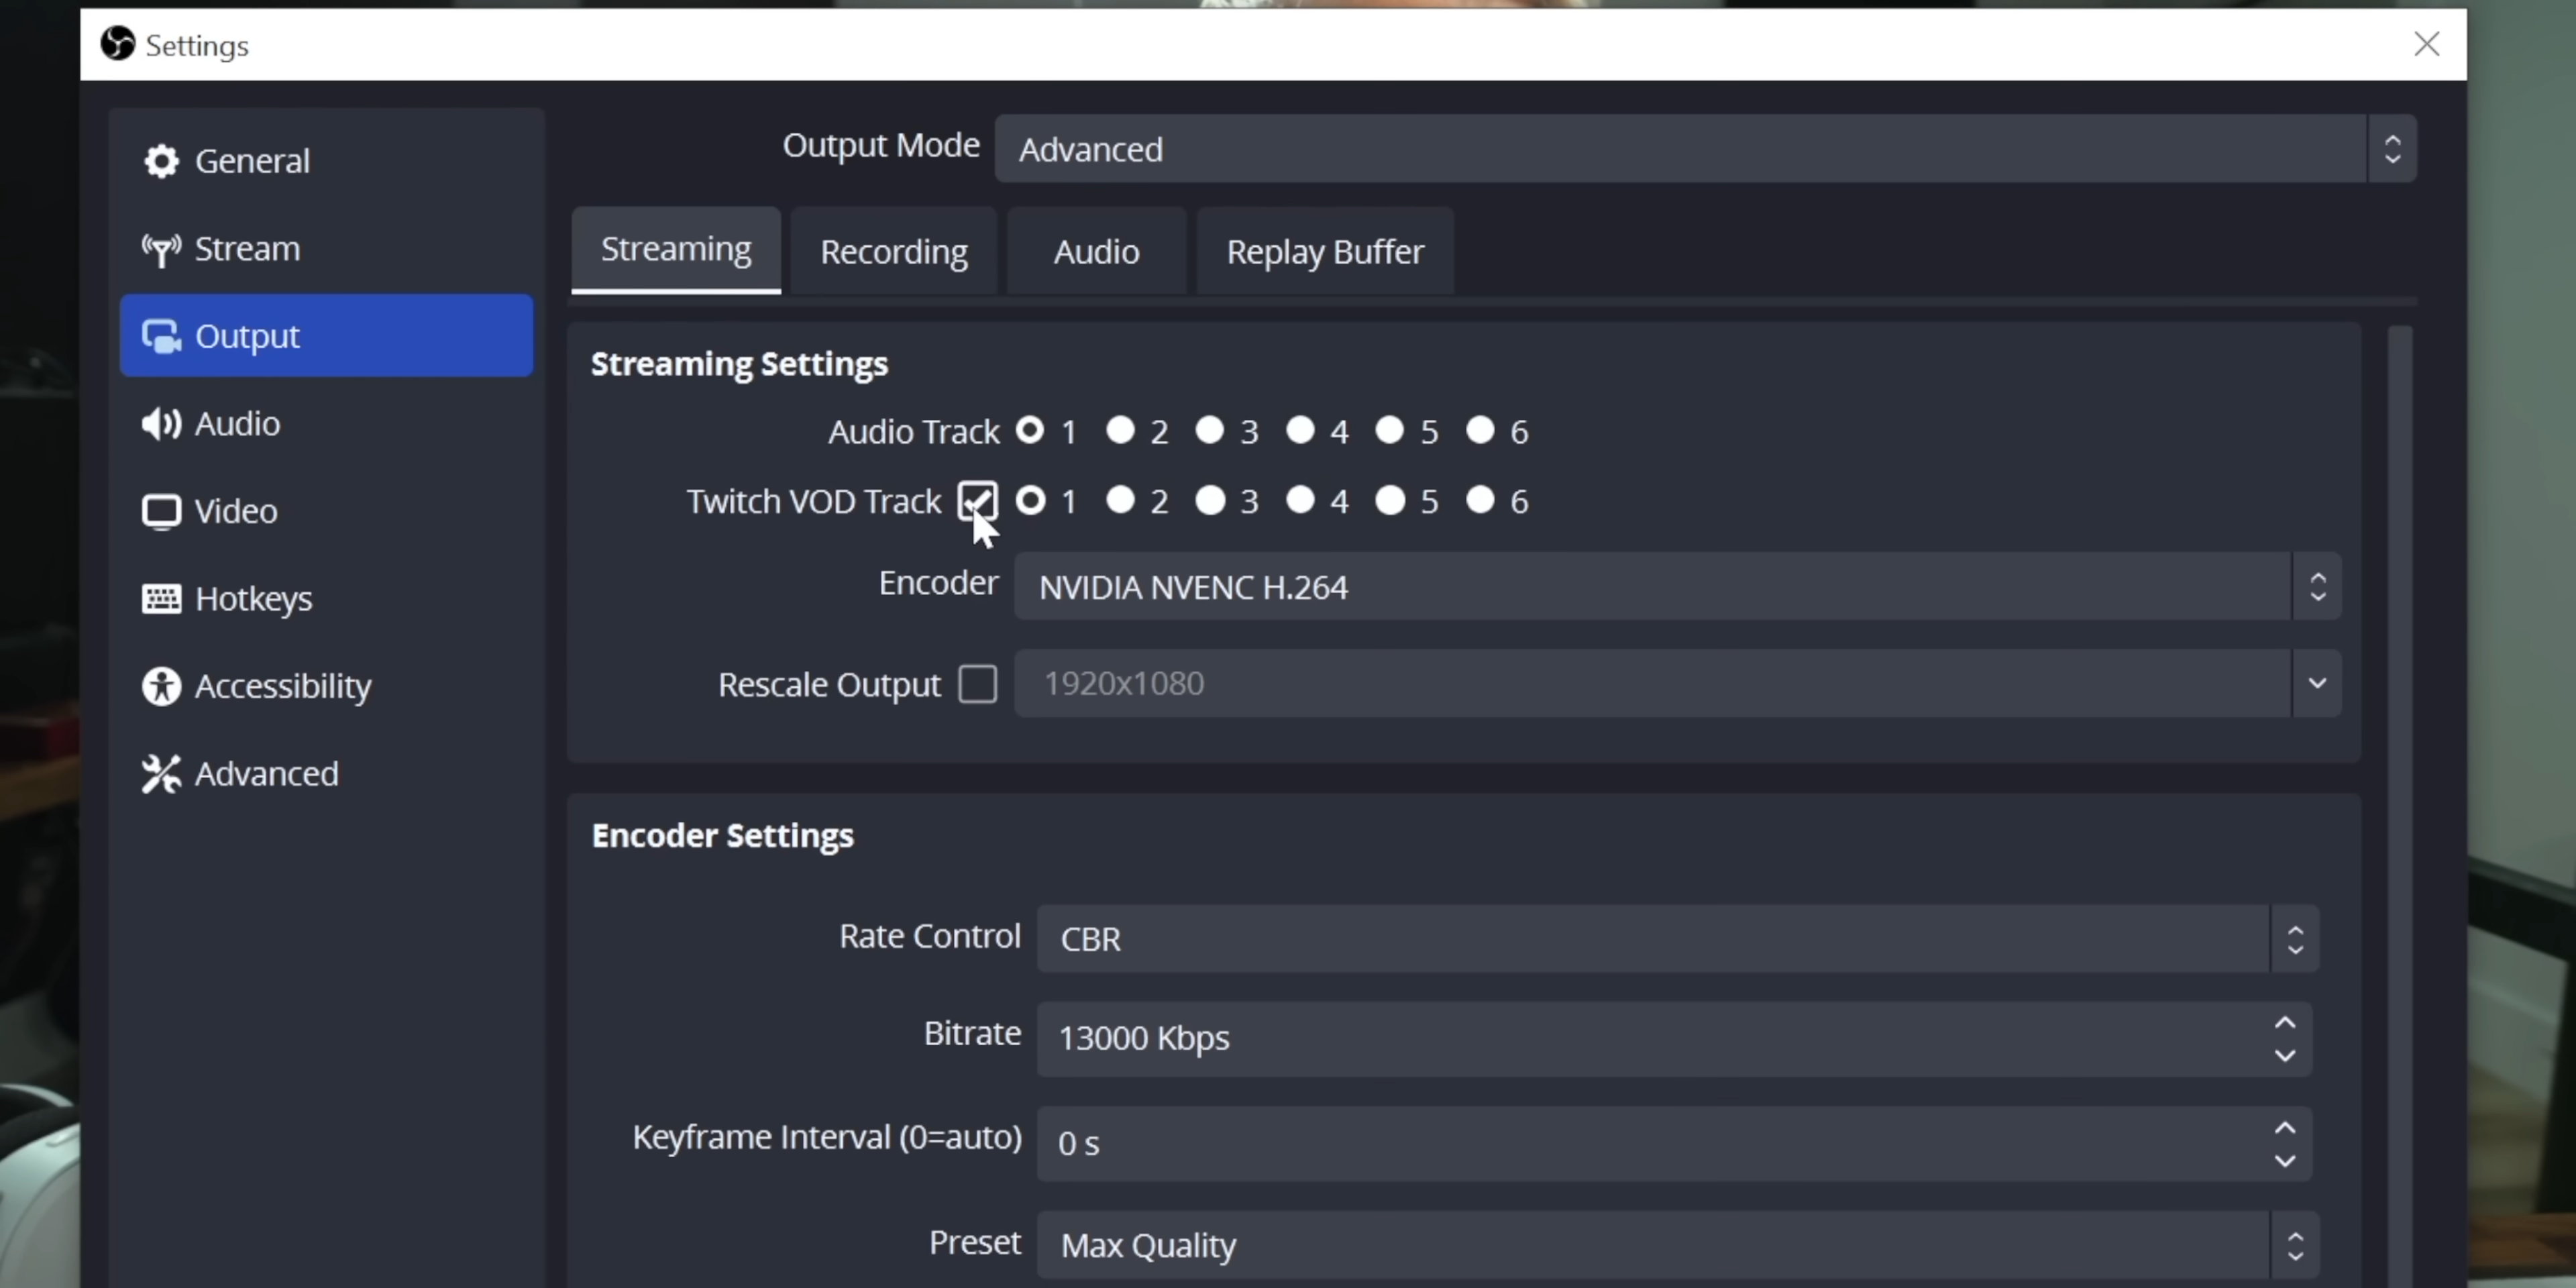 Settings
General
Stream
Output
Audio
Video
Hotkeys
Accessibility
Advanced
Output Mode Advanced
Streaming Recording Audio Replay Buffer
Streaming Settings
Audio Track 1 2 3 4 5 6
Twitch VOD Track 1 2 3 4 5 6
Encoder NVIDIA NVENC H.264
Rescale Output 1920x1080
Encoder Settings
Rate Control CBR
Bitrate 13000 Kbps
Keyframe Interval (0=auto) 0 s
Preset Max Quality